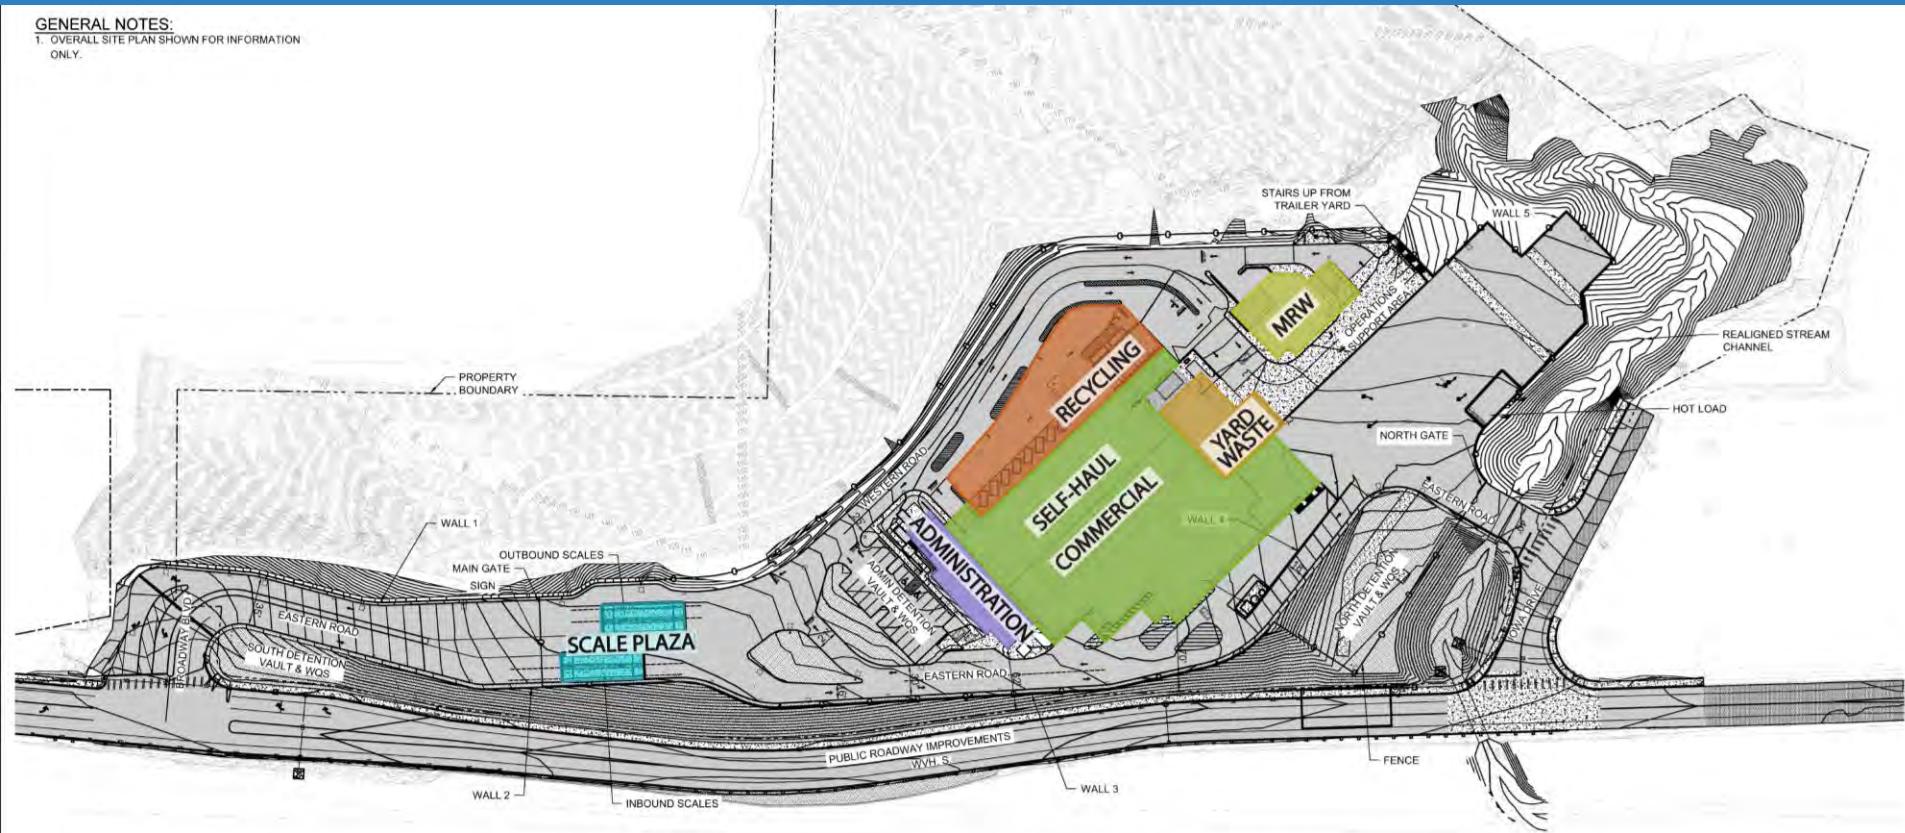 GENERAL NOTES:
1. OVERALL SITE PLAN SHOWN FOR INFORMATION
ONLY.
STAIRS UP FROM
TRAILER YARD
WALL 5
MRW
OPERATIONS
SUPPORT AREA
REALIGNED STREAM
CHANNEL
PROPERTY
BOUNDARY
RECYCLING
HOT LOAD
YARD
WASTE
NORTH GATE
WESTERN ROAD
SELF-HAUL
COMMERCIAL
EASTERN ROAD
WALL 4
WALL 1
ADMINISTRATION
OUTBOUND SCALES
MAIN GATE
SIGN
ADMIN DETENTION
VAULT & WQS
NORTH DETENTION
VAULT & WQS
BROADWAY BLVD
EASTERN ROAD
IOWA DRIVE
SCALE PLAZA
SOUTH DETENTION
VAULT & WQS
EASTERN ROAD
PUBLIC ROADWAY IMPROVEMENTS
WVH S.
FENCE
WALL 2
INBOUND SCALES
WALL 3